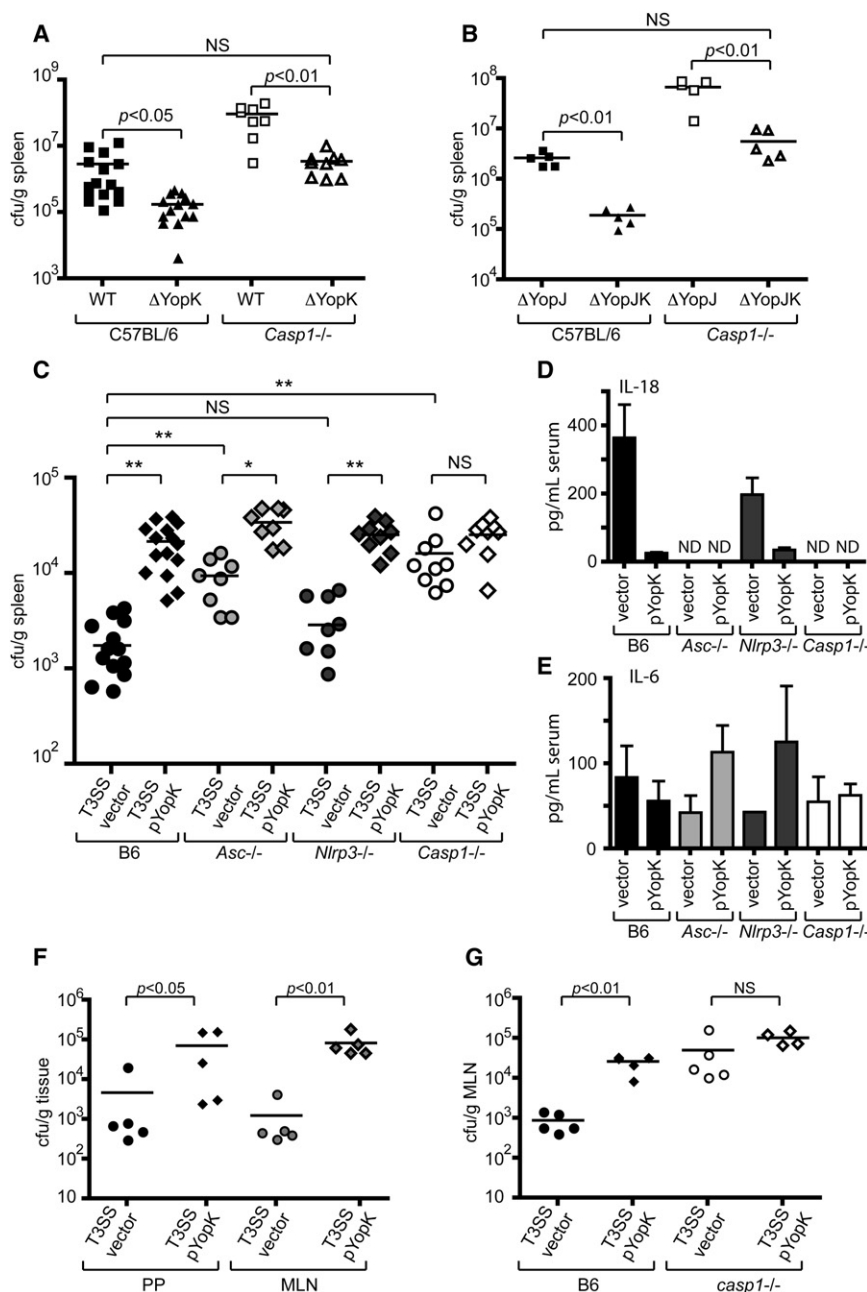 A
NS
p<0.01
p<0.05
cfu/g spleen
10^9
10^7
10^5
10^3
WT
ΔYopK
WT
ΔYopK
C57BL/6
Casp1-/-
B
NS
p<0.01
p<0.01
cfu/g spleen
10^8
10^7
10^6
10^5
10^4
ΔYopJ
ΔYopJK
ΔYopJ
ΔYopJK
C57BL/6
Casp1-/-
C
**
NS
**
**
*
**
NS
cfu/g spleen
10^5
10^4
10^3
10^2
T3SS vector
T3SS pYopK
T3SS vector
T3SS pYopK
T3SS vector
T3SS pYopK
T3SS vector
T3SS pYopK
B6
Asc-/-
Nlrp3-/-
Casp1-/-
D
IL-18
pg/mL serum
400
200
0
ND
ND
ND
ND
vector
pYopK
vector
pYopK
vector
pYopK
vector
pYopK
B6
Asc-/-
Nlrp3-/-
Casp1-/-
E
IL-6
pg/mL serum
200
100
50
0
vector
pYopK
vector
pYopK
vector
pYopK
vector
pYopK
B6
Asc-/-
Nlrp3-/-
Casp1-/-
F
p<0.05
p<0.01
cfu/g tissue
10^6
10^5
10^4
10^3
10^2
10
T3SS vector
T3SS pYopK
T3SS vector
T3SS pYopK
PP
MLN
G
p<0.01
NS
cfu/g MLN
10^6
10^5
10^4
10^3
10^2
10
T3SS vector
T3SS pYopK
T3SS vector
T3SS pYopK
B6
casp1-/-